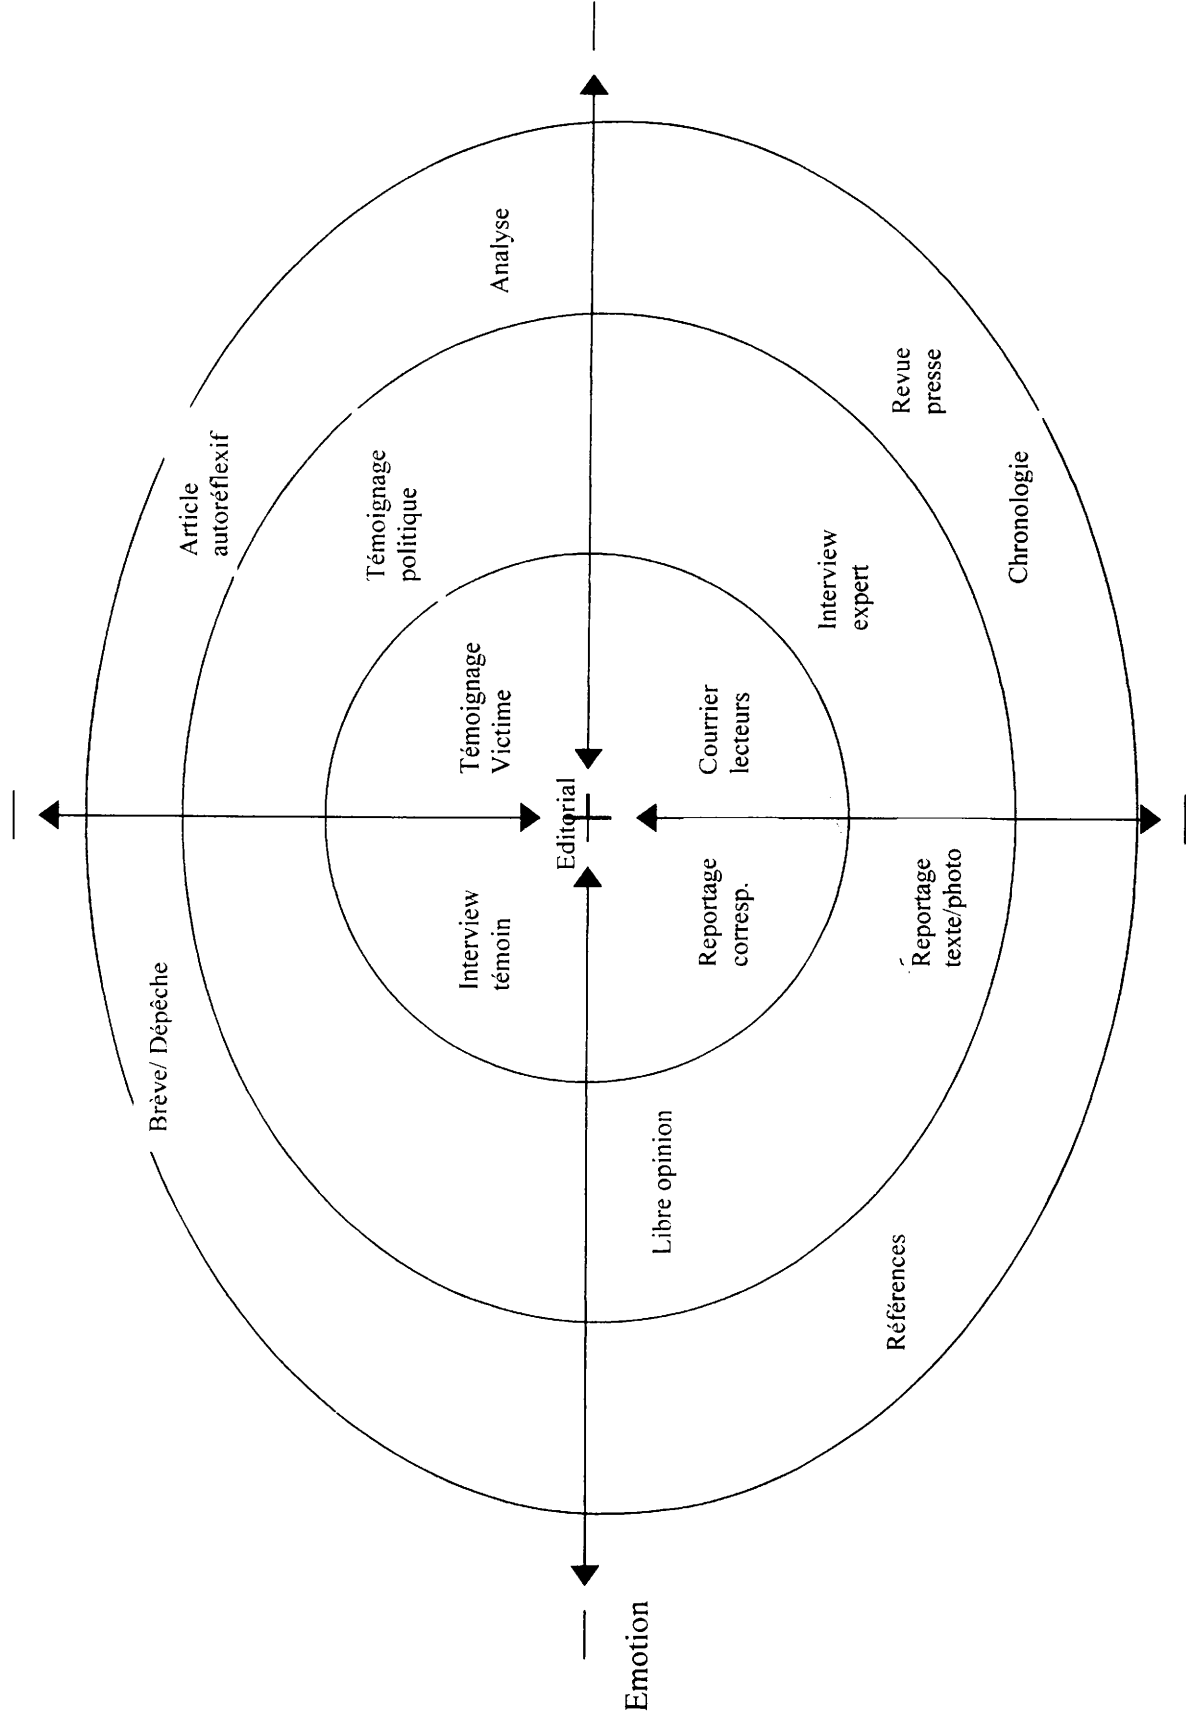 —
Brève/ Dépêche
Article
autoréflexif
Témoignage
politique
Interview
témoin
Témoignage
Victime
Editorial
—
+
—
Emotion
Libre opinion
Reportage
corresp.
Courrier
lecteurs
Interview
expert
Références
Revue
presse
Reportage
texte/photo
Chronologie
Analyse
—